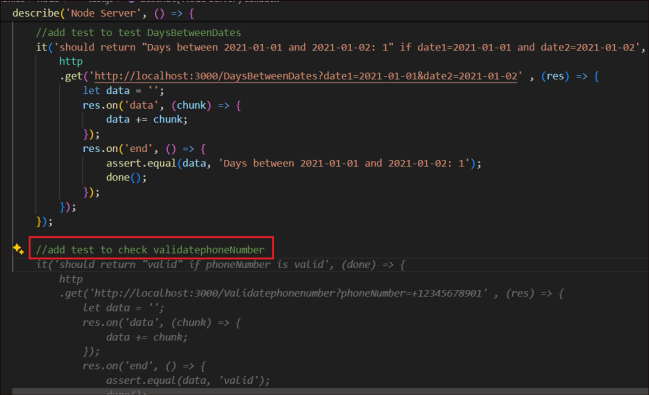 describe('Node Server', () => {
//add test to test DaysBetweenDates
it('should return "Days between 2021-01-01 and 2021-01-02: 1" if date1=2021-01-01 and date2=2021-01-02',
http
.get('http://localhost:3000/DaysBetweenDates?date1=2021-01-01&date2=2021-01-02' , (res) => {
let data = '';
res.on('data', (chunk) => {
data += chunk;
});
res.on('end', () => {
assert.equal(data, 'Days between 2021-01-01 and 2021-01-02: 1');
done();
});
});
});
//add test to check validatephoneNumber
it('should return "valid" if phoneNumber is valid', (done) => {
http
.get('http://localhost:3000/Validatephonenumber?phoneNumber=+12345678901' , (res) => {
let data = '';
res.on('data', (chunk) => {
data += chunk;
});
res.on('end', () => {
assert.equal(data, 'valid');